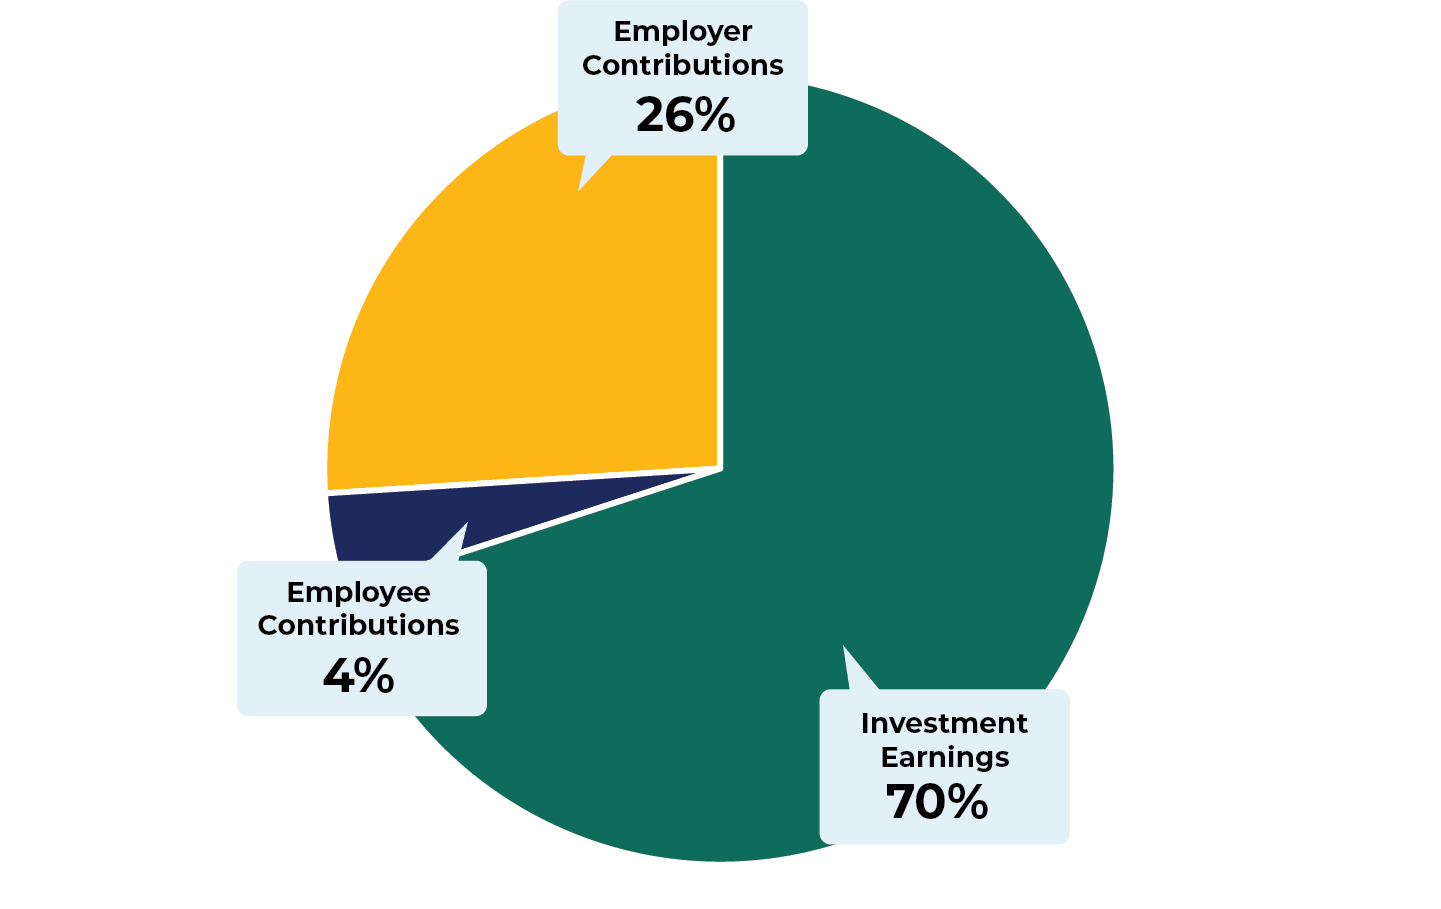 Employer
Contributions
26%
Employee
Contributions
4%
Investment
Earnings
70%